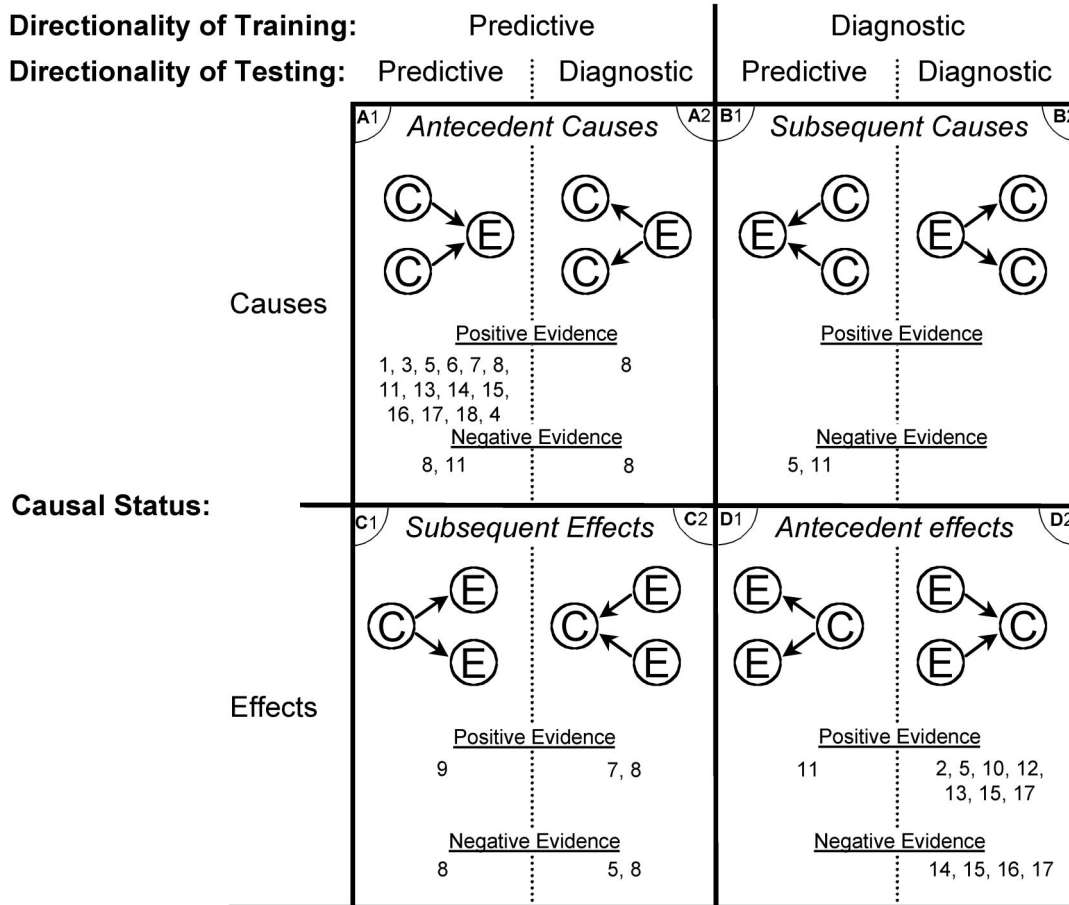 Directionality of Training: Predictive Diagnostic
Directionality of Testing: Predictive Diagnostic Predictive Diagnostic
A1 Antecedent Causes A2 B1 Subsequent Causes B2
C C C C
E E E E
C C C C
Causes
Positive Evidence Positive Evidence
1, 3, 5, 6, 7, 8, 8
11, 13, 14, 15,
16, 17, 18, 4
Negative Evidence Negative Evidence
8, 11 8 5, 11
Causal Status:
C1 Subsequent Effects C2 D1 Antecedent effects D2
E E E E
C C C C
E E E E
Effects
Positive Evidence Positive Evidence
9 7, 8 11 2, 5, 10, 12,
13, 15, 17
Negative Evidence Negative Evidence
8 5, 8 14, 15, 16, 17